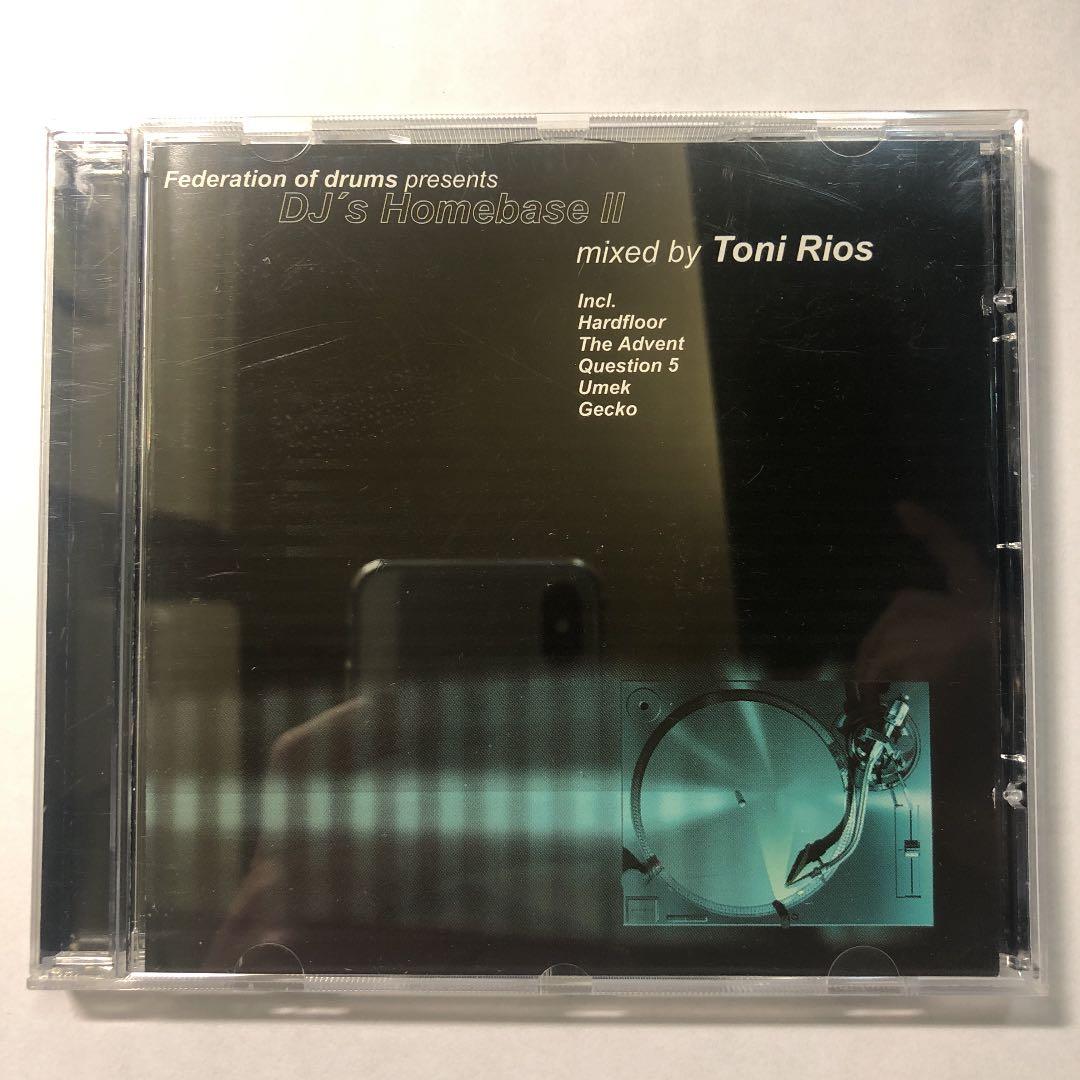 Federation of drums presents
DJ´s Homebase II
mixed by Toni Rios
Incl.
Hardfloor
The Advent
Question 5
Umek
Gecko